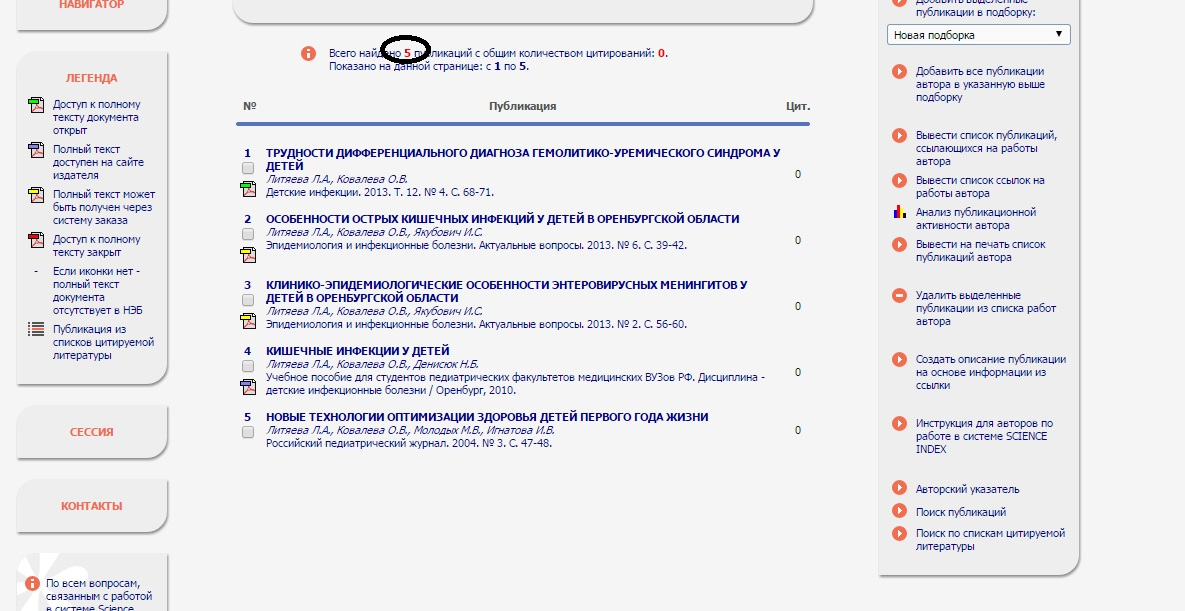 НАВИГАТОР
ЛЕГЕНДА
Доступ к полному
тексту документа
открыт
Полный текст
доступен на сайте
издателя
Полный текст может
быть получен через
систему заказа
Доступ к полному
тексту закрыт
- Если иконки нет -
полный текст
документа
отсутствует в НЭБ
Публикация из
списков цитируемой
литературы
СЕССИЯ
КОНТАКТЫ
По всем вопросам,
связанным с работой
в системе Science
Всего найдено 5 публикаций с общим количеством цитирований: 0.
Показано на данной странице: с 1 по 5.
№ Публикация Цит.
1 ТРУДНОСТИ ДИФФЕРЕНЦИАЛЬНОГО ДИАГНОЗА ГЕМОЛИТИКО-УРЕМИЧЕСКОГО СИНДРОМА У
ДЕТЕЙ
Литяева Л.А., Ковалева О.В.
Детские инфекции. 2013. Т. 12. № 4. С. 68-71.
0
2 ОСОБЕННОСТИ ОСТРЫХ КИШЕЧНЫХ ИНФЕКЦИЙ У ДЕТЕЙ В ОРЕНБУРГСКОЙ ОБЛАСТИ
Литяева Л.А., Ковалева О.В., Якубович И.С.
Эпидемиология и инфекционные болезни. Актуальные вопросы. 2013. № 6. С. 39-42.
0
3 КЛИНИКО-ЭПИДЕМИОЛОГИЧЕСКИЕ ОСОБЕННОСТИ ЭНТЕРОВИРУСНЫХ МЕНИНГИТОВ У
ДЕТЕЙ В ОРЕНБУРГСКОЙ ОБЛАСТИ
Литяева Л.А., Ковалева О.В., Якубович И.С.
Эпидемиология и инфекционные болезни. Актуальные вопросы. 2013. № 2. С. 56-60.
0
4 КИШЕЧНЫЕ ИНФЕКЦИИ У ДЕТЕЙ
Литяева Л.А., Ковалева О.В., Денисюк Н.Б.
Учебное пособие для студентов педиатрических факультетов медицинских ВУЗов РФ. Дисциплина -
детские инфекционные болезни / Оренбург, 2010.
0
5 НОВЫЕ ТЕХНОЛОГИИ ОПТИМИЗАЦИИ ЗДОРОВЬЯ ДЕТЕЙ ПЕРВОГО ГОДА ЖИЗНИ
Литяева Л.А., Ковалева О.В., Молодых М.В., Игнатова И.В.
Российский педиатрический журнал. 2004. № 3. С. 47-48.
0
Добавить выделенные
публикации в подборку:
Новая подборка
Добавить все публикации
автора в указанную выше
подборку
Вывести список публикаций,
ссылающихся на работы
автора
Вывести список ссылок на
работы автора
Анализ публикационной
активности автора
Вывести на печать список
публикаций автора
Удалить выделенные
публикации из списка работ
автора
Создать описание публикации
на основе информации из
ссылки
Инструкция для авторов по
работе в системе SCIENCE
INDEX
Авторский указатель
Поиск публикаций
Поиск по спискам цитируемой
литературы